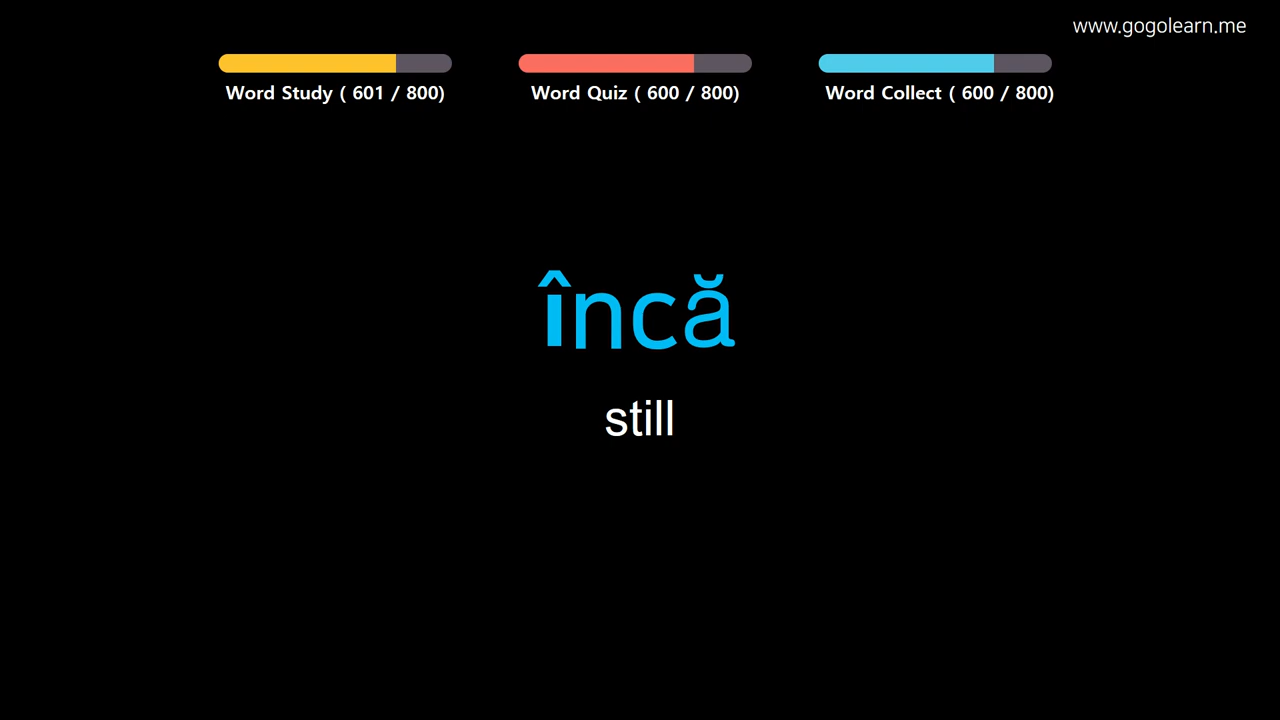 www.gogolearn.me
Word Study ( 601 / 800)
Word Quiz ( 600 / 800)
Word Collect ( 600 / 800)
încă
still